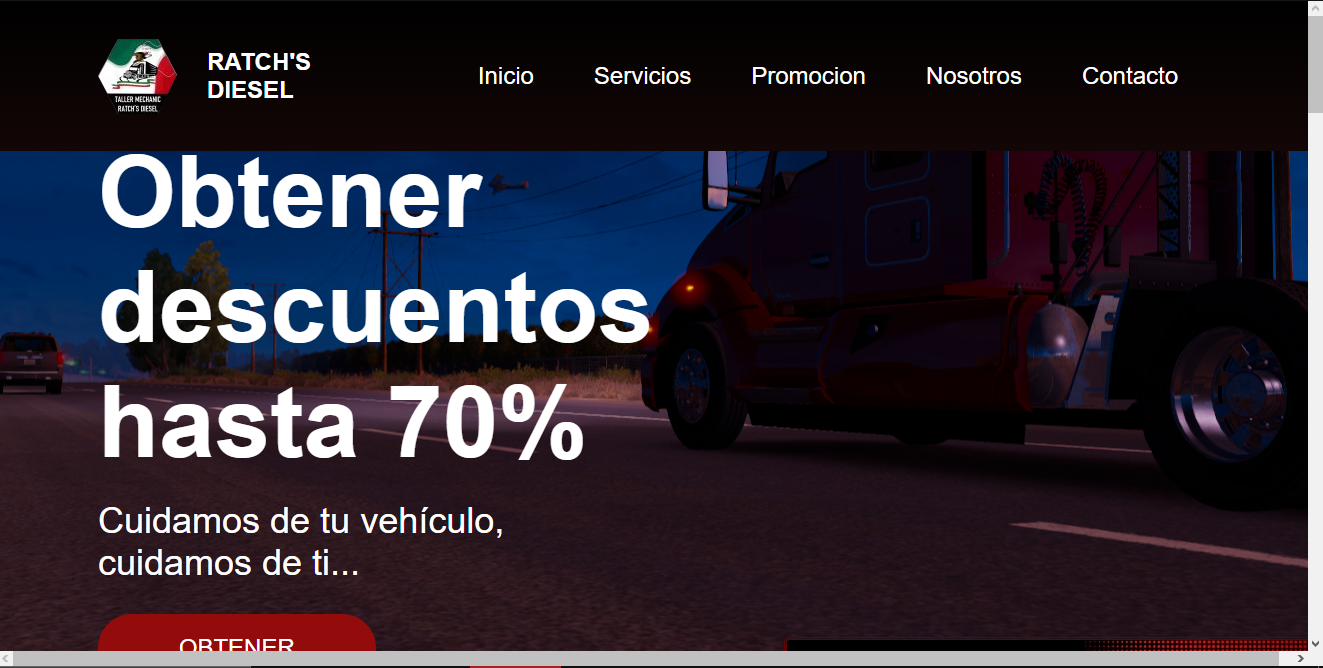 RATCH'S
DIESEL
Inicio Servicios Promocion Nosotros Contacto
TALLER MECHANIC
RATCH'S DIESEL
Obtener
descuentos
hasta 70%
Cuidamos de tu vehículo,
cuidamos de ti...
OBTENER